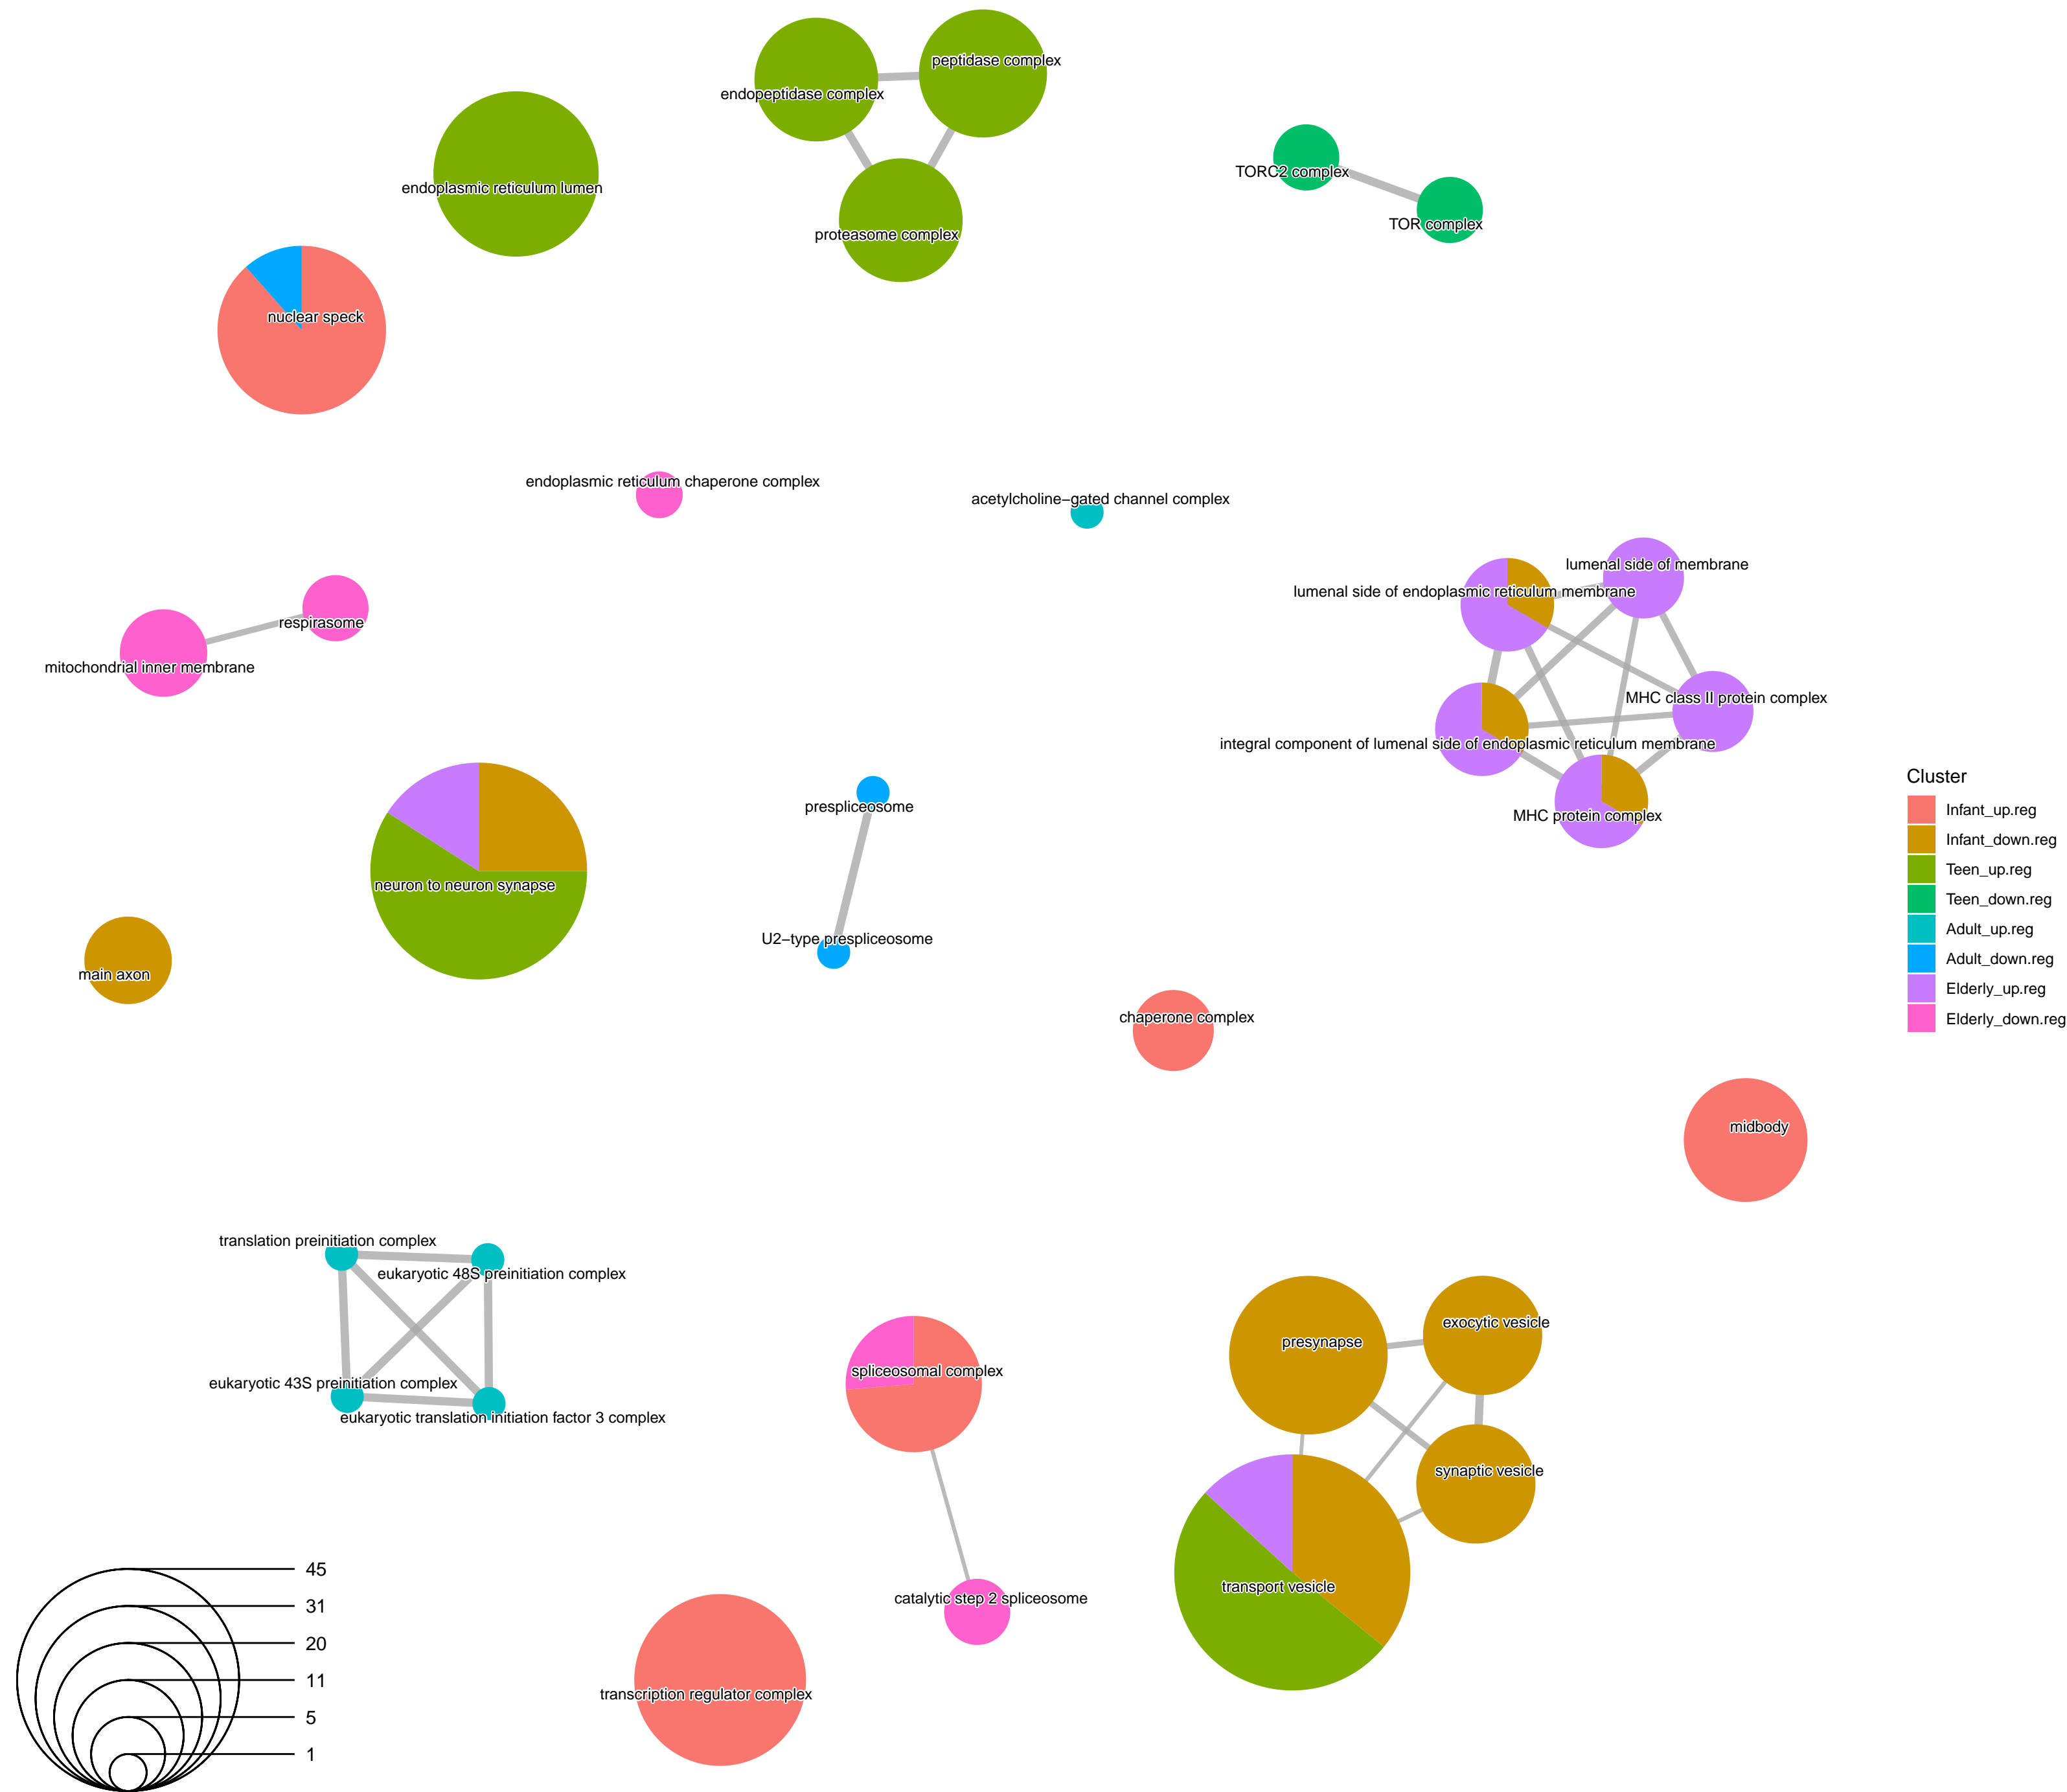 peptidase complex
endopeptidase complex
TORC2 complex
endoplasmic reticulum lumen
TOR complex
proteasome complex
nuclear speck
endoplasmic reticulum chaperone complex
acetylcholine−gated channel complex
lumenal side of membrane
lumenal side of endoplasmic reticulum membrane
respirasome
mitochondrial inner membrane
MHC class II protein complex
integral component of lumenal side of endoplasmic reticulum membrane
prespliceosome
MHC protein complex
Cluster
Infant_up.reg
Infant_down.reg
Teen_up.reg
Teen_down.reg
Adult_up.reg
Adult_down.reg
Elderly_up.reg
Elderly_down.reg
neuron to neuron synapse
U2−type prespliceosome
main axon
chaperone complex
midbody
translation preinitiation complex
eukaryotic 48S preinitiation complex
exocytic vesicle
presynapse
spliceosomal complex
eukaryotic 43S preinitiation complex
eukaryotic translation initiation factor 3 complex
synaptic vesicle
transport vesicle
catalytic step 2 spliceosome
transcription regulator complex
45
31
20
11
5
1